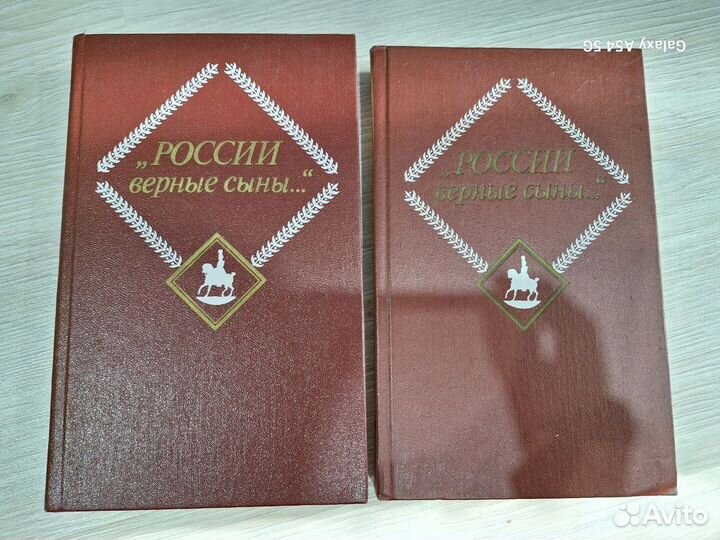 „РОССИИ
верные сыны..."
„РОССИИ
верные сыны..."
Galaxy A54 5G
Avito